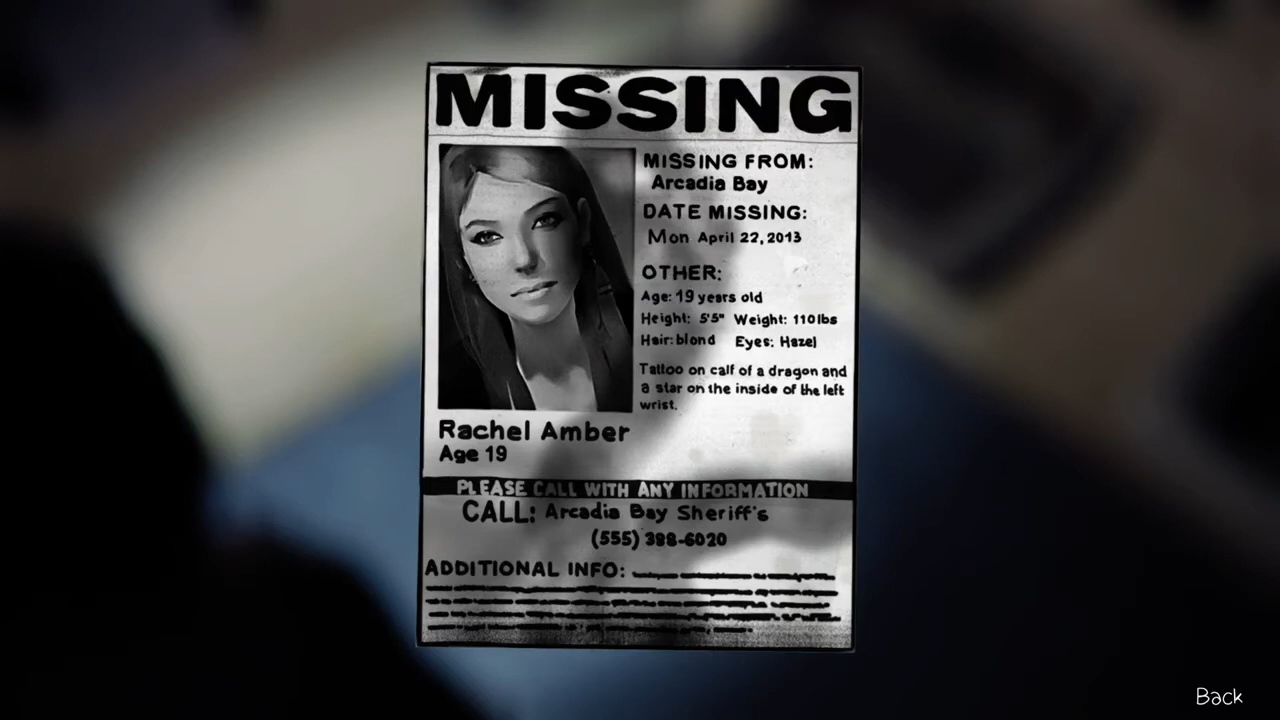 MISSING
MISSING FROM:
Arcadia Bay
DATE MISSING:
Mon April 22, 2013
OTHER:
Age: 19 years old
Height: 5'5" Weight: 110lbs
Hair: blond Eyes: Hazel
Tattoo on calf of a dragon and
a star on the inside of the left
wrist.
Rachel Amber
Age 19
PLEASE CALL WITH ANY INFORMATION
CALL: Arcadia Bay Sheriff's
(555) 398-6020
ADDITIONAL INFO:
Back